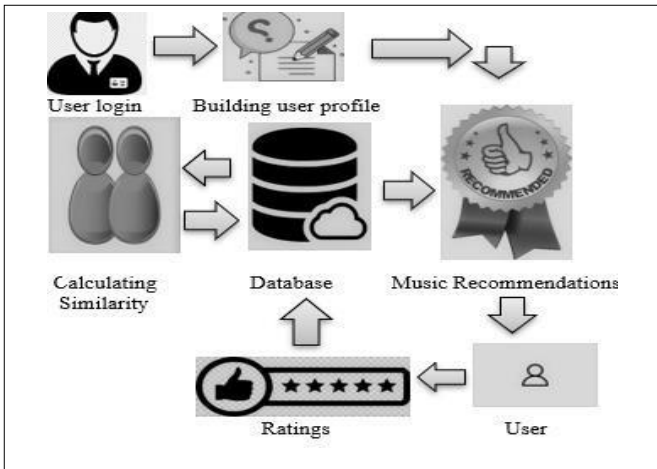 User login
Building user profile
RECOMMENDED
Calculating
Similarity
Database
Music Recommendations
Ratings
User